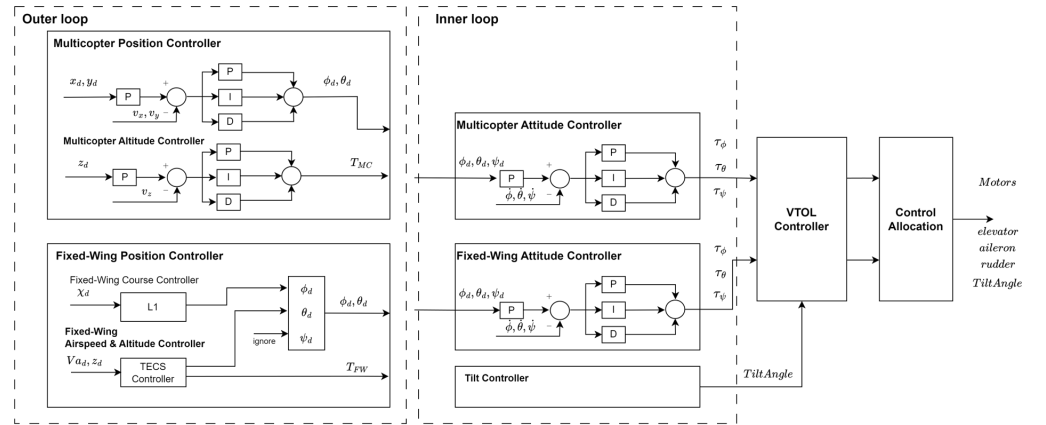 Outer loop
Multicopter Position Controller
x_d, y_d
P
+
v_x, v_y
−
P
I
D
ϕ_d, θ_d
Multicopter Altitude Controller
z_d
P
+
v_z
−
P
I
D
T_MC
Fixed-Wing Position Controller
Fixed-Wing Course Controller
χ_d
L1
Fixed-Wing
Airspeed & Altitude Controller
Va_d, z_d
TECS
Controller
ignore
ϕ_d
θ_d
ψ_d
ϕ_d, θ_d
T_FW
Inner loop
Multicopter Attitude Controller
ϕ_d, θ_d, ψ_d
P
+
ϕ̇, θ̇, ψ̇
−
P
I
D
τ_ϕ
τ_θ
τ_ψ
Fixed-Wing Attitude Controller
ϕ_d, θ_d, ψ_d
P
+
ϕ̇, θ̇, ψ̇
−
P
I
D
τ_ϕ
τ_θ
τ_ψ
Tilt Controller
TiltAngle
VTOL
Controller
Control
Allocation
Motors
elevator
aileron
rudder
TiltAngle